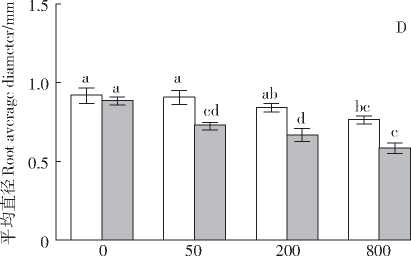 平均直径 Root average diameter/mm
1.5
D
1.0
a
a
a
ab
cd
bc
d
0.5
c
0
0
50
200
800